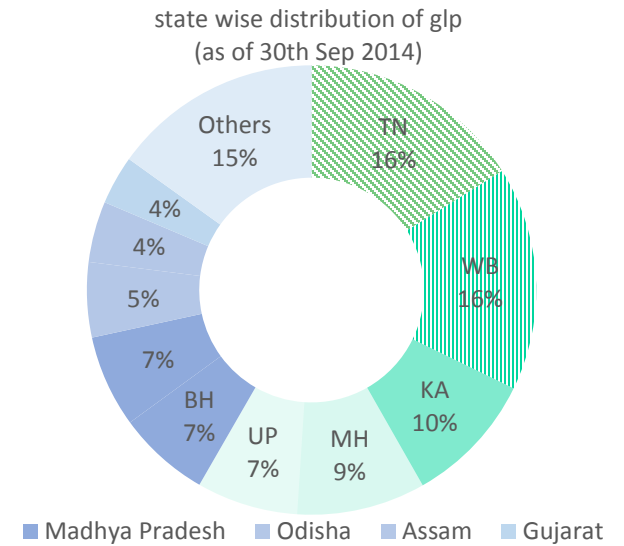 state wise distribution of glp
(as of 30th Sep 2014)
TN
16%
WB
16%
KA
10%
MH
9%
UP
7%
BH
7%
7%
5%
4%
4%
Others
15%
Madhya Pradesh
Odisha
Assam
Gujarat